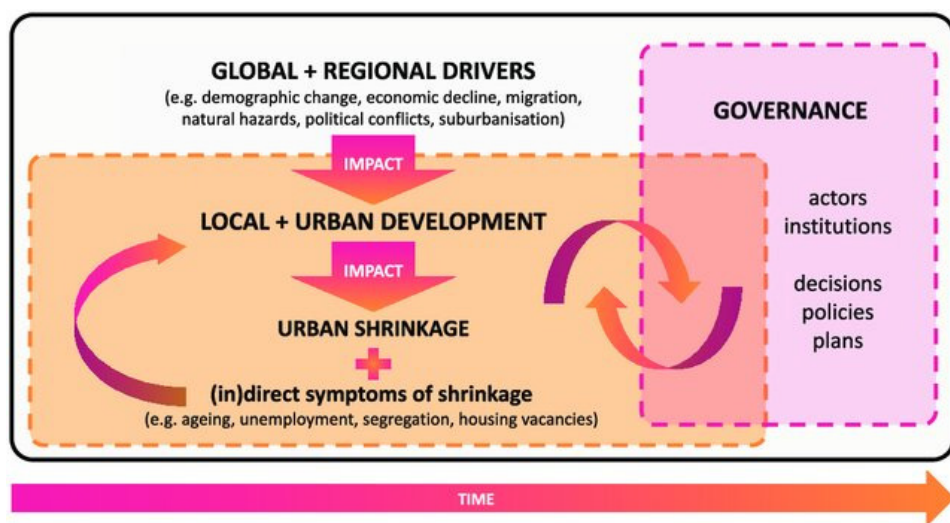 GLOBAL + REGIONAL DRIVERS
(e.g. demographic change, economic decline, migration,
natural hazards, political conflicts, suburbanisation)
IMPACT
LOCAL + URBAN DEVELOPMENT
IMPACT
URBAN SHRINKAGE
(in)direct symptoms of shrinkage
(e.g. ageing, unemployment, segregation, housing vacancies)
GOVERNANCE
actors
institutions
decisions
policies
plans
TIME